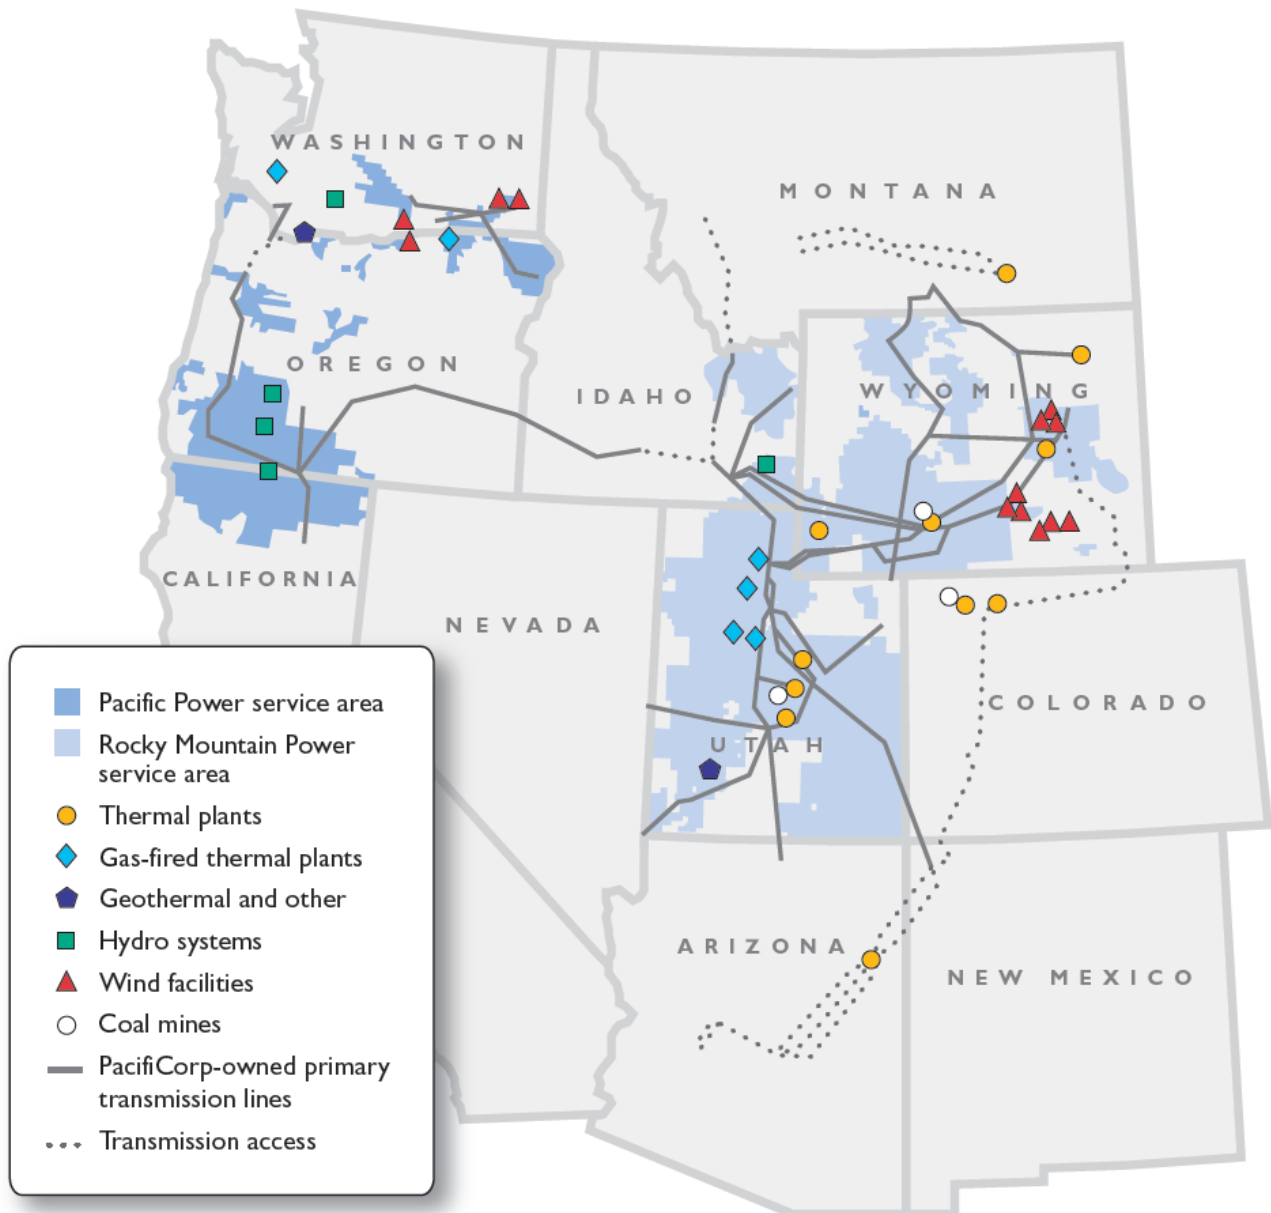 WASHINGTON
MONTANA
OREGON
IDAHO
WYOMING
CALIFORNIA
NEVADA
COLORADO
UTAH
ARIZONA
NEW MEXICO
Pacific Power service area
Rocky Mountain Power
service area
Thermal plants
Gas-fired thermal plants
Geothermal and other
Hydro systems
Wind facilities
Coal mines
PacifiCorp-owned primary
transmission lines
Transmission access